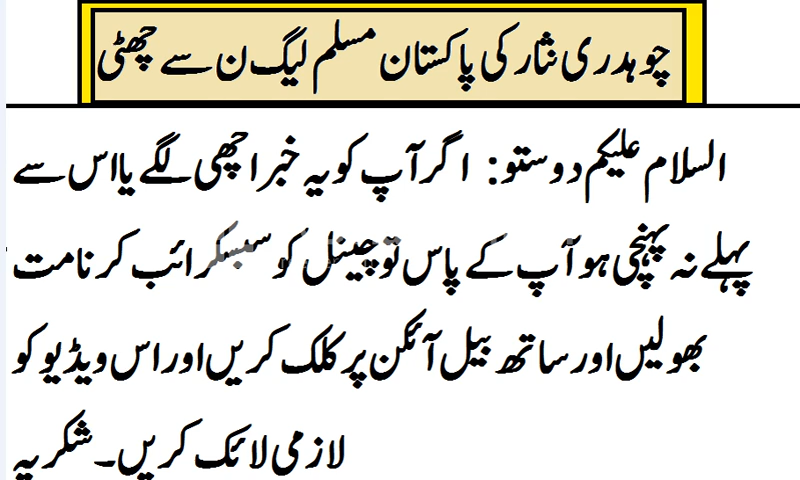 چوہدری نثار کی پاکستان مسلم لیگ ن سے چھٹی
السلام علیکم دوستو: اگر آپ کو یہ خبر اچھی لگے یا اس سے
پہلے نہ پہنچی ہو آپ کے پاس تو چینل کو سبسکرائب کرنا مت
بھولیں اور ساتھ بیل آئکن پر کلک کریں اور اس ویڈیو کو
لازمی لائک کریں۔ شکریہ